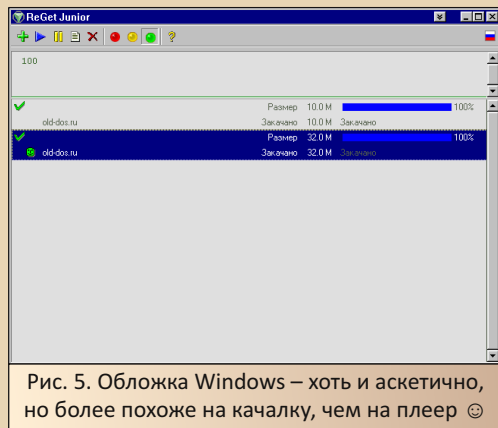 ReGet Junior
100
Размер 10.0 M 100%
old-dos.ru Закачано 10.0 M Закачано
Размер 32.0 M 100%
old-dos.ru Закачано 32.0 M Закачано
Рис. 5. Обложка Windows – хоть и аскетично,
но более похоже на качалку, чем на плеер ☺